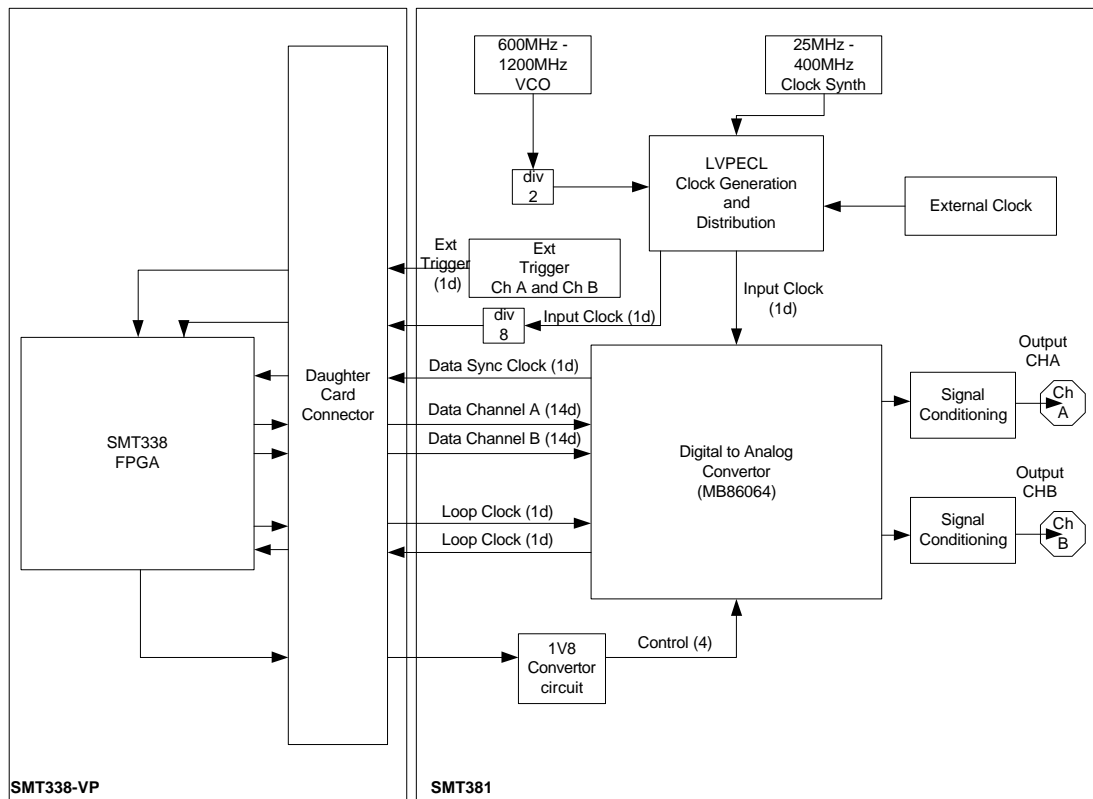 600MHz -
1200MHz
VCO
25MHz -
400MHz
Clock Synth
div
2
LVPECL
Clock Generation
and
Distribution
External Clock
Ext
Trigger
(1d)
Ext
Trigger
Ch A and Ch B
div
8
Input Clock (1d)
Input Clock
(1d)
SMT338
FPGA
Daughter
Card
Connector
Data Sync Clock (1d)
Data Channel A (14d)
Data Channel B (14d)
Loop Clock (1d)
Loop Clock (1d)
Digital to Analog
Convertor
(MB86064)
Signal
Conditioning
Output
CHA
Ch
A
Signal
Conditioning
Output
CHB
Ch
B
1V8
Convertor
circuit
Control (4)
SMT338-VP
SMT381